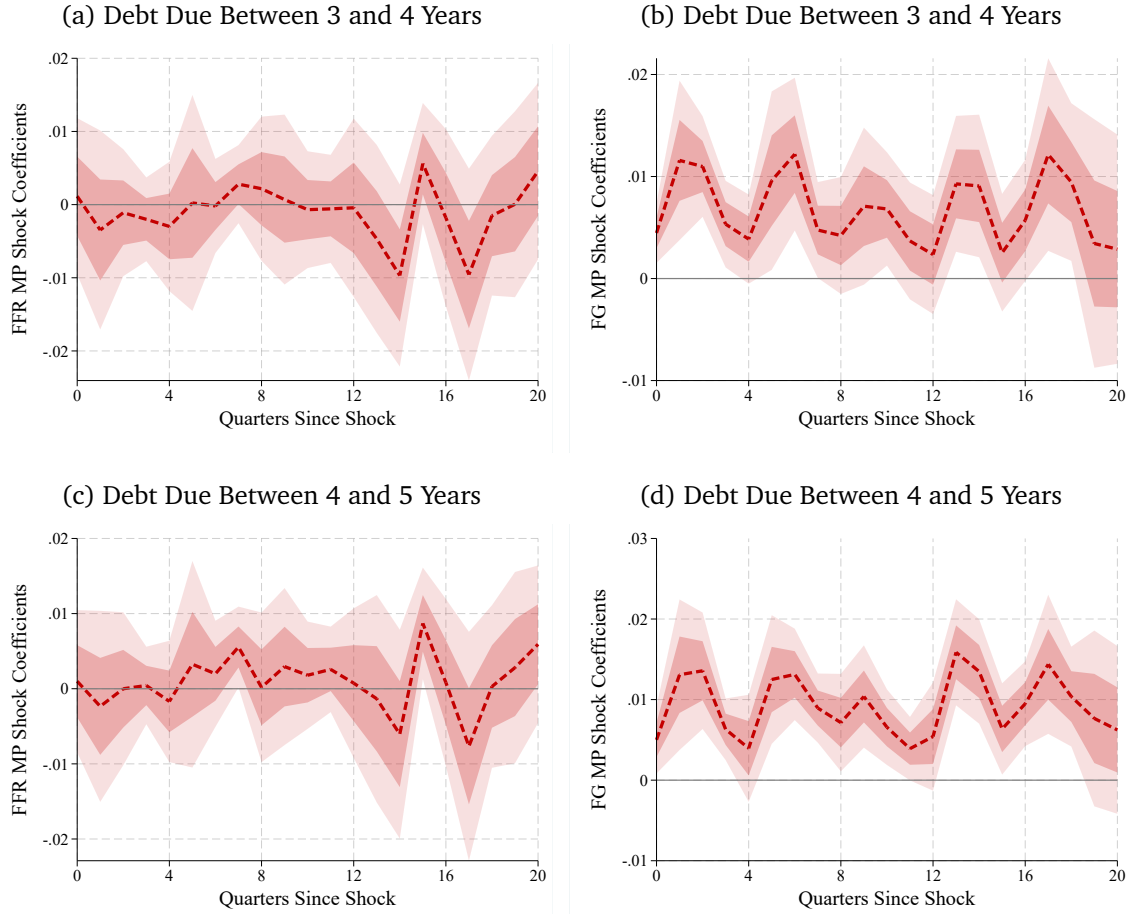 (a) Debt Due Between 3 and 4 Years
FFR MP Shock Coefficients
.02
.01
0
-.01
-.02
0 4 8 12 16 20
Quarters Since Shock
(b) Debt Due Between 3 and 4 Years
FG MP Shock Coefficients
.02
.01
0
-.01
0 4 8 12 16 20
Quarters Since Shock
(c) Debt Due Between 4 and 5 Years
FFR MP Shock Coefficients
.02
.01
0
-.01
-.02
0 4 8 12 16 20
Quarters Since Shock
(d) Debt Due Between 4 and 5 Years
FG MP Shock Coefficients
.03
.02
.01
0
-.01
0 4 8 12 16 20
Quarters Since Shock